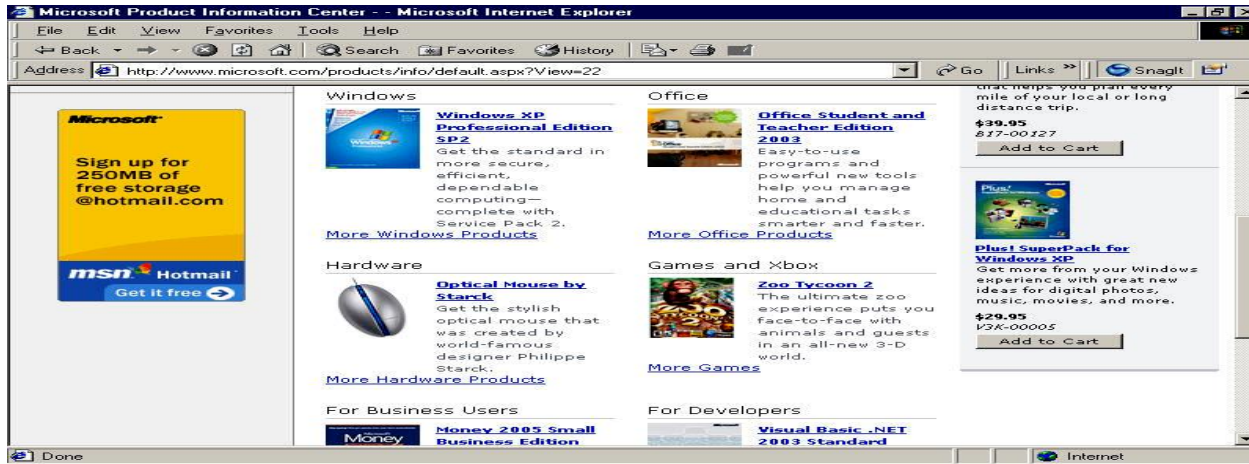 Microsoft Product Information Center - - Microsoft Internet Explorer
File Edit View Favorites Tools Help
Back Search Favorites History
Address http://www.microsoft.com/products/info/default.aspx?View=22 Go Links » SnagIt
Microsoft
Sign up for
250MB of
free storage
@hotmail.com
msn Hotmail
Get it free
Windows
Windows XP
Professional Edition
SP2
Get the standard in
more secure,
efficient,
dependable
computing—
complete with
Service Pack 2.
More Windows Products
Office
Office Student and
Teacher Edition
2003
Easy-to-use
programs and
powerful new tools
help you manage
home and
educational tasks
smarter and faster.
More Office Products
Hardware
Optical Mouse by
Starck
Get the stylish
optical mouse that
was created by
world-famous
designer Philippe
Starck.
More Hardware Products
Games and Xbox
Zoo Tycoon 2
The ultimate zoo
experience puts you
face-to-face with
animals and guests
in an all-new 3-D
world.
More Games
For Business Users
Money
Money 2005 Small
Business Edition
For Developers
Visual Basic .NET
2003 Standard
that helps you plan every
mile of your local or long
distance trip.
$39.95
B17-00127
Add to Cart
Plus!
Plus! SuperPack for
Windows XP
Get more from your Windows
experience with great new
ideas for digital photos,
music, movies, and more.
$29.95
V3K-00005
Add to Cart
Done Internet